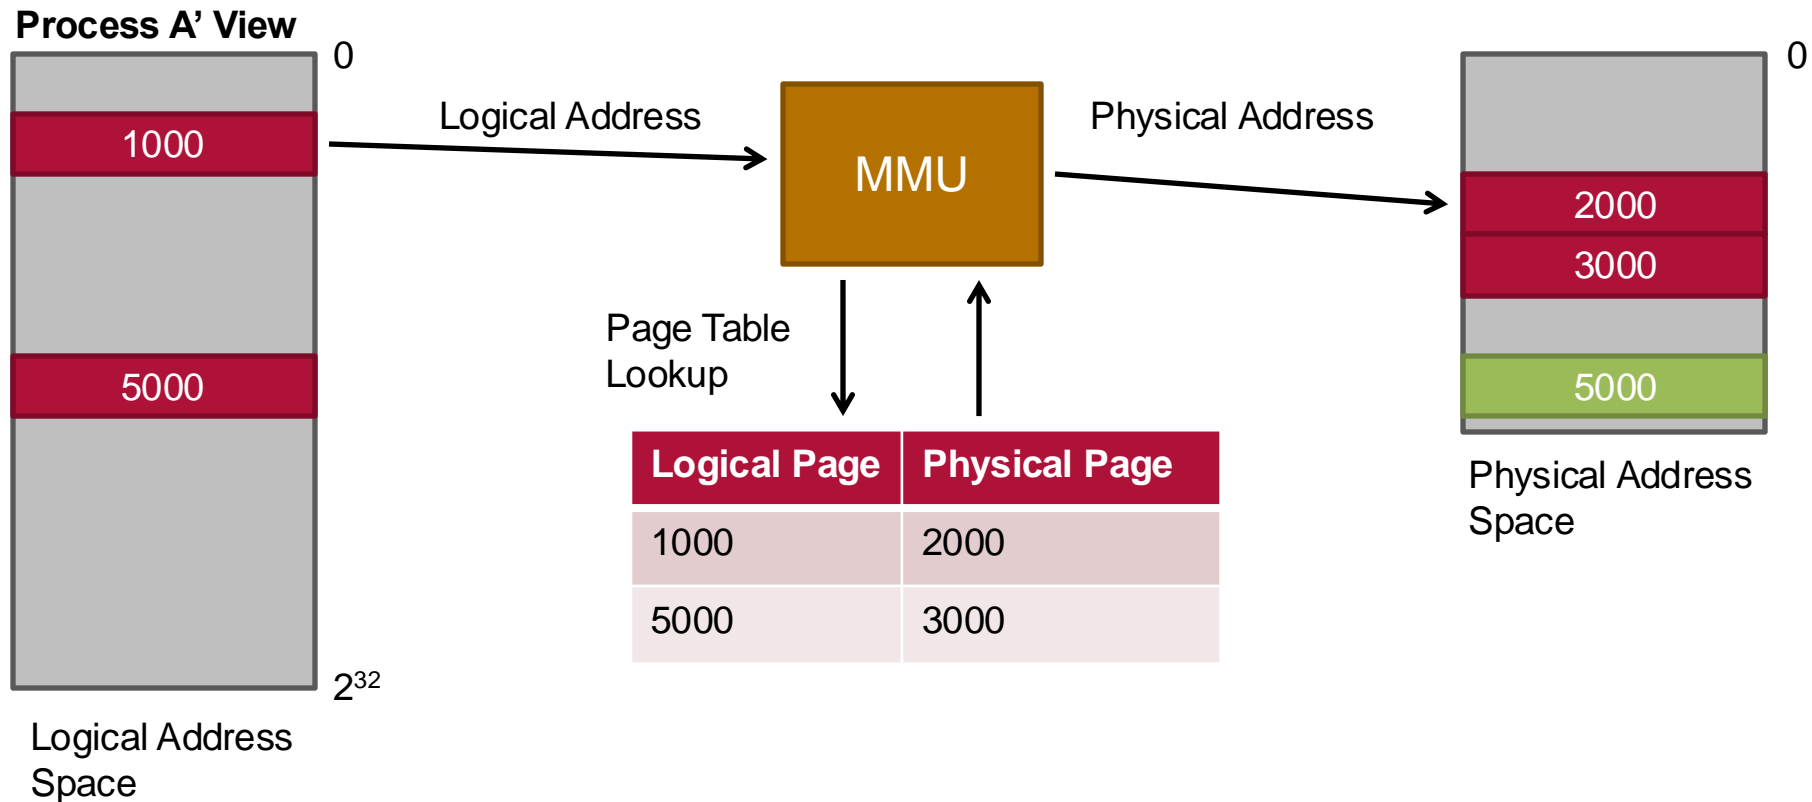 Process A’ View
0
1000
5000
2³²
Logical Address
Space
Logical Address
MMU
Physical Address
Page Table
Lookup
Logical Page Physical Page
1000 2000
5000 3000
0
2000
3000
5000
Physical Address
Space